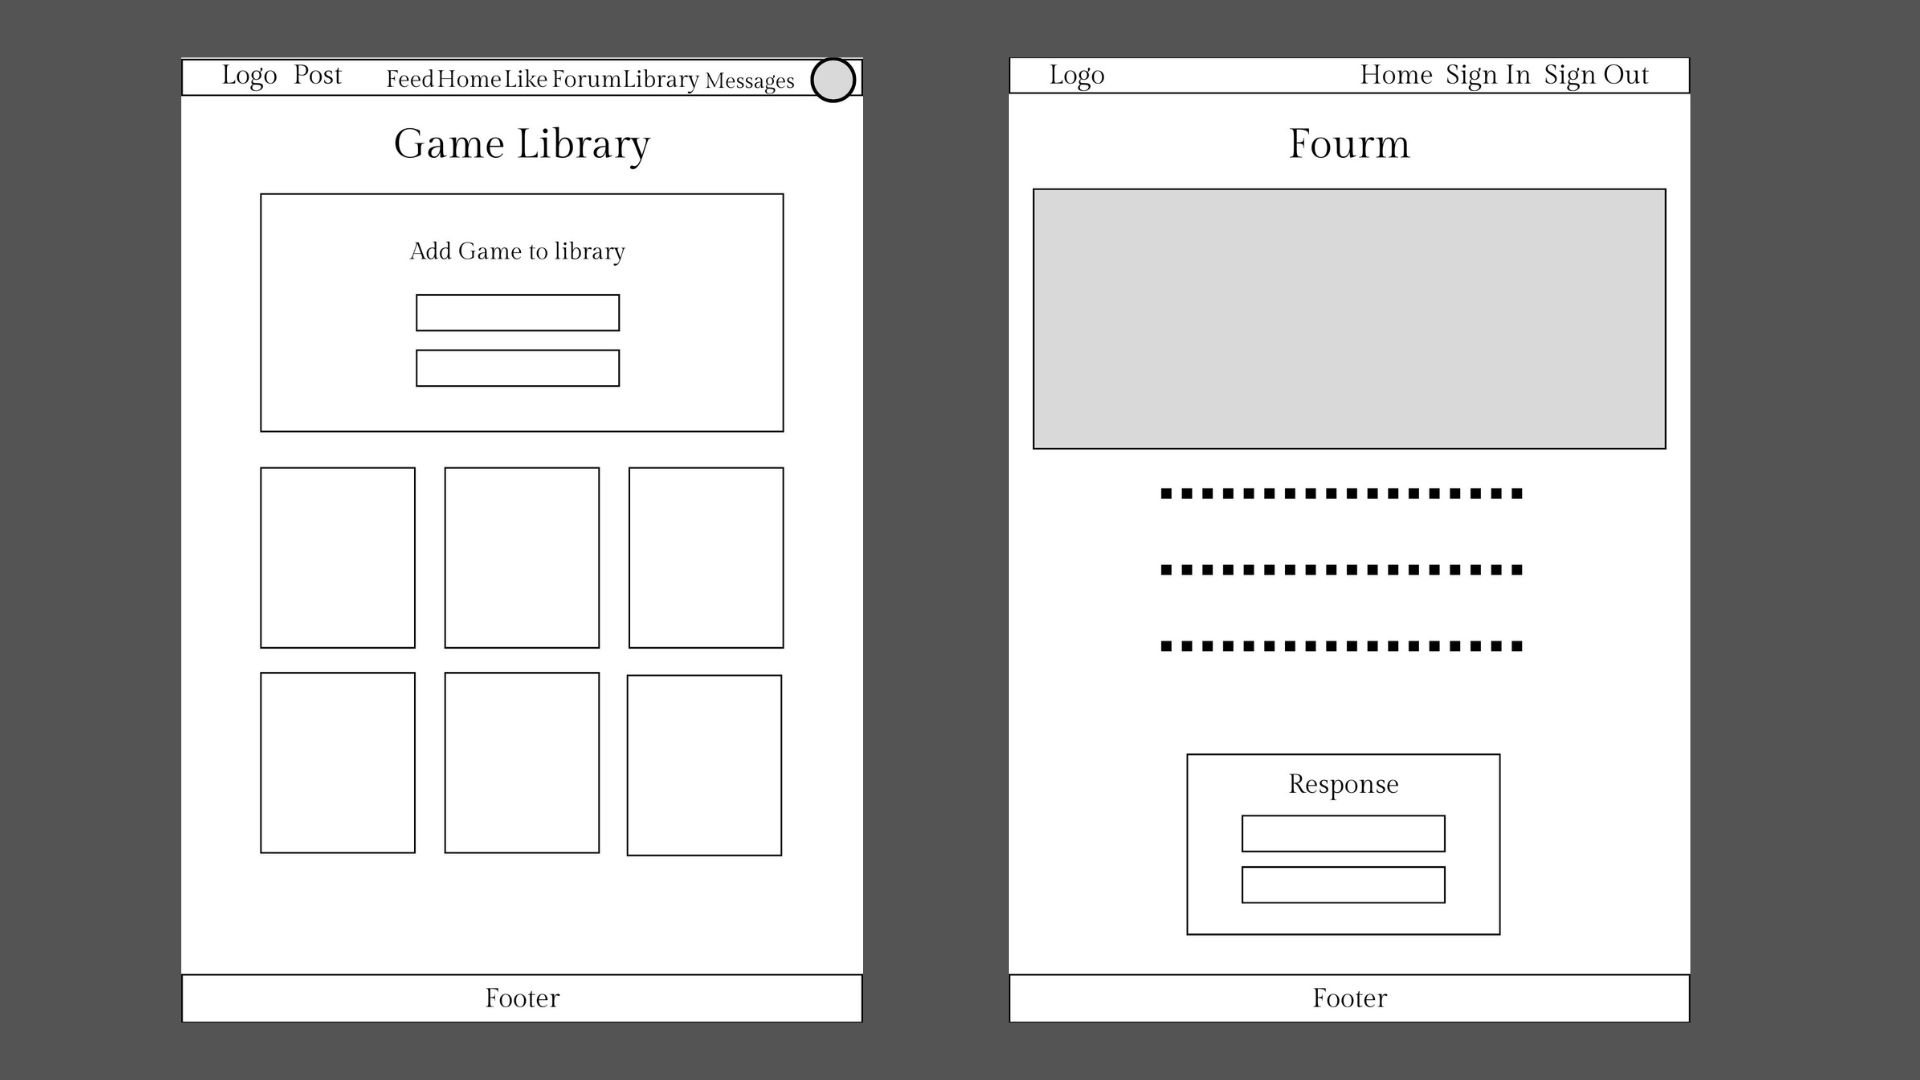 Logo Post Feed Home Like Forum Library Messages
Game Library
Add Game to library
Footer
Logo Home Sign In Sign Out
Fourm
Response
Footer